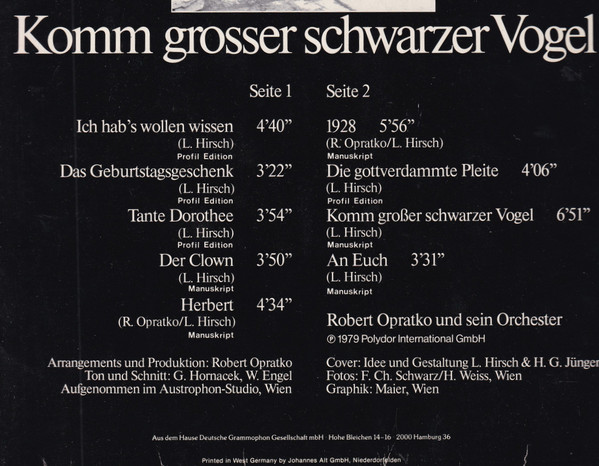 Komm grosser schwarzer Vogel
Seite 1
Ich hab's wollen wissen 4'40"
(L. Hirsch)
Profil Edition
Das Geburtstagsgeschenk 3'22"
(L. Hirsch)
Profil Edition
Tante Dorothee 3'54"
(L. Hirsch)
Profil Edition
Der Clown 3'50"
(L. Hirsch)
Manuskript
Herbert 4'34"
(R. Opratko/L. Hirsch)
Manuskript
Seite 2
1928 5'56"
(R. Opratko/L. Hirsch)
Manuskript
Die gottverdammte Pleite 4'06"
(L. Hirsch)
Profil Edition
Komm großer schwarzer Vogel 6'51"
(L. Hirsch)
Manuskript
An Euch 3'31"
(L. Hirsch)
Manuskript
Robert Opratko und sein Orchester
℗ 1979 Polydor International GmbH
Arrangements und Produktion: Robert Opratko
Ton und Schnitt: G. Hornacek, W. Engel
Aufgenommen im Austrophon-Studio, Wien
Cover: Idee und Gestaltung L. Hirsch & H. G. Jünger
Fotos: F. Ch. Schwarz/H. Weiss, Wien
Graphik: Maier, Wien
Aus dem Hause Deutsche Grammophon Gesellschaft mbH · Hohe Bleichen 14-16 · 2000 Hamburg 36
Printed in West Germany by Johannes Alt GmbH, Niederdorfelden